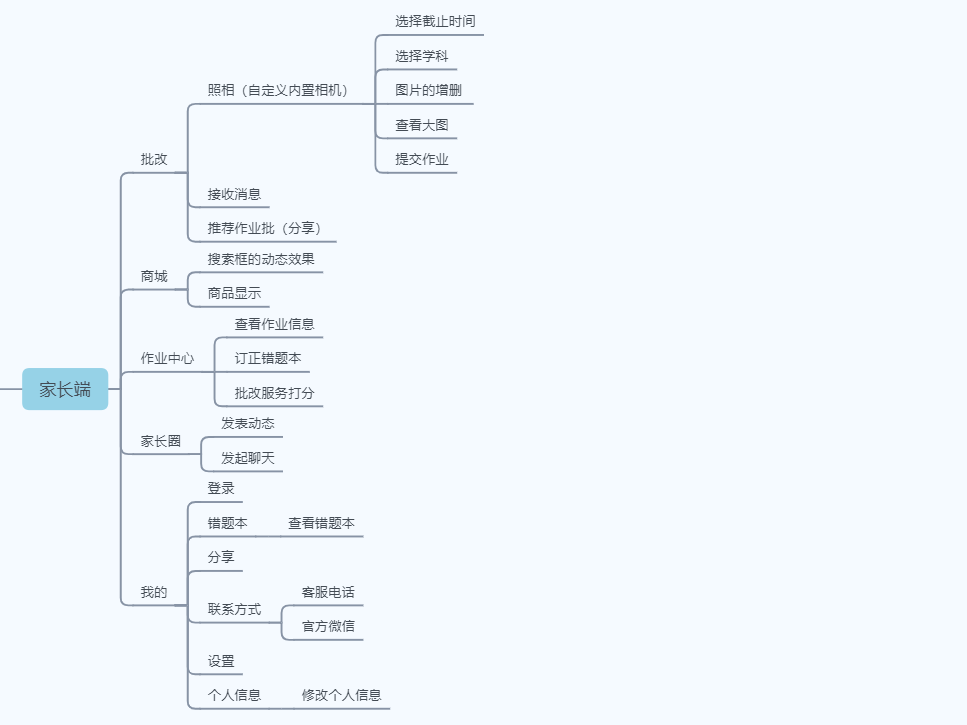 选择截止时间
选择学科
照相（自定义内置相机）
图片的增删
查看大图
提交作业
批改
接收消息
推荐作业批（分享）
搜索框的动态效果
商城
商品显示
查看作业信息
作业中心
订正错题本
家长端
批改服务打分
发表动态
家长圈
发起聊天
登录
错题本
查看错题本
分享
我的
客服电话
联系方式
官方微信
设置
个人信息
修改个人信息